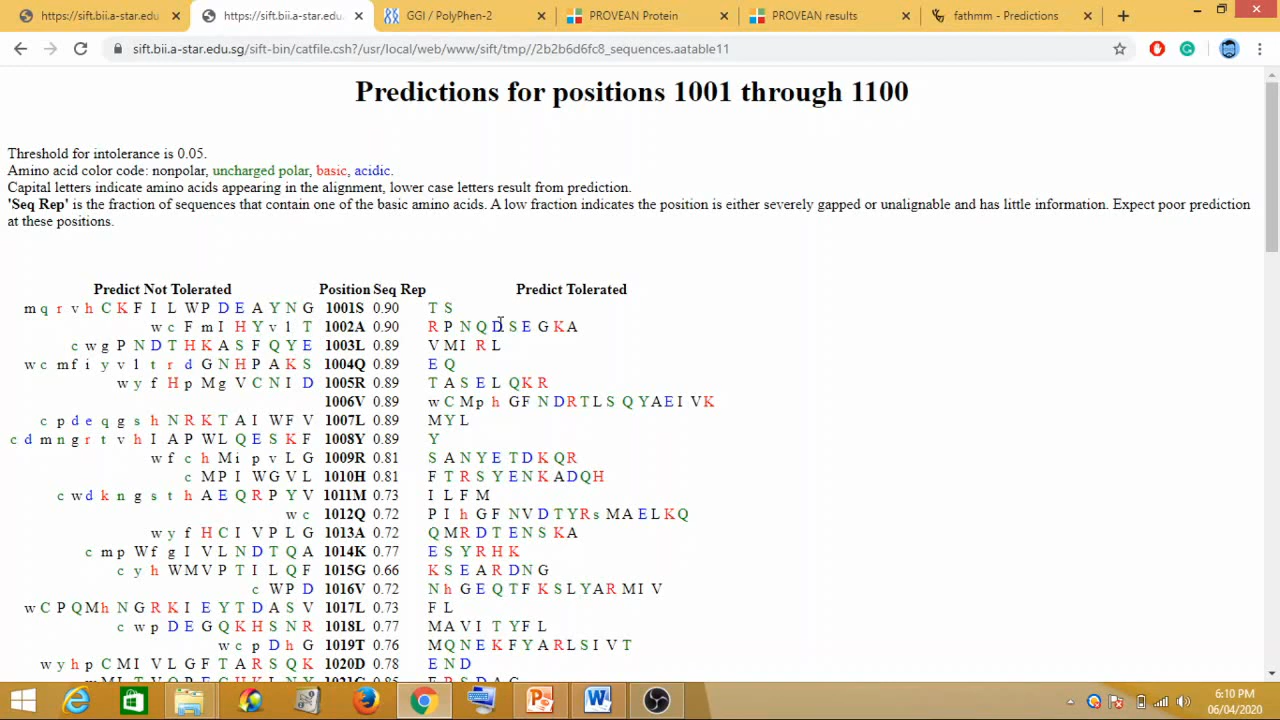 https://sift.bii.a-star.edu
https://sift.bii.a-star.edu
GGI / PolyPhen-2
PROVEAN Protein
PROVEAN results
fathmm - Predictions
sift.bii.a-star.edu.sg/sift-bin/catfile.csh?/usr/local/web/www/sift/tmp//2b2b6d6fc8_sequences.aatable11
Predictions for positions 1001 through 1100
Threshold for intolerance is 0.05.
Amino acid color code: nonpolar, uncharged polar, basic, acidic.
Capital letters indicate amino acids appearing in the alignment, lower case letters result from prediction.
'Seq Rep' is the fraction of sequences that contain one of the basic amino acids. A low fraction indicates the position is either severely gapped or unalignable and has little information. Expect poor prediction
at these positions.
Predict Not Tolerated Position Seq Rep Predict Tolerated
m q r v h C K F I L W P D E A Y N G 1001S 0.90 T S
w c F m I H Y v l T 1002A 0.90 R P N Q D S E G K A
c w g P N D T H K A S F Q Y E 1003L 0.89 V M I R L
w c m f i y v l t r d G N H P A K S 1004Q 0.89 E Q
w y f H p M g V C N I D 1005R 0.89 T A S E L Q K R
1006V 0.89 w C M p h G F N D R T L S Q Y A E I V K
c p d e q g s h N R K T A I W F V 1007L 0.89 M Y L
c d m n g r t v h I A P W L Q E S K F 1008Y 0.89 Y
w f c h M i p v L G 1009R 0.81 S A N Y E T D K Q R
c M P I W G V L 1010H 0.81 F T R S Y E N K A D Q H
c w d k n g s t h A E Q R P Y V 1011M 0.73 I L F M
w c 1012Q 0.72 P I h G F N V D T Y R s M A E L K Q
w y f H C I V P L G 1013A 0.72 Q M R D T E N S K A
c m p W f g I V L N D T Q A 1014K 0.77 E S Y R H K
c y h W M V P T I L Q F 1015G 0.66 K S E A R D N G
c W P D 1016V 0.72 N h G E Q T F K S L Y A R M I V
w C P Q M h N G R K I E Y T D A S V 1017L 0.73 F L
c w p D E G Q K H S N R 1018L 0.77 M A V I T Y F L
w c p D h G 1019T 0.76 M Q N E K F Y A R L S I V T
w y h p C M I V L G F T A R S Q K 1020D 0.78 E N D
6:10 PM
06/04/2020